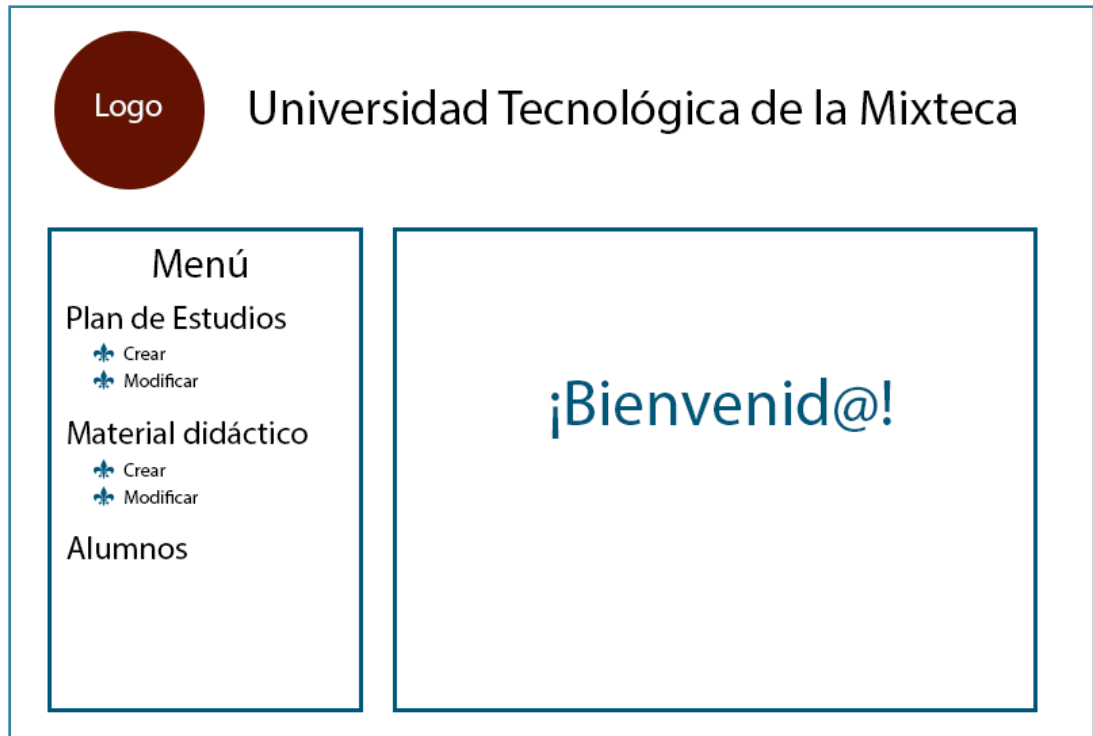 Logo
Universidad Tecnológica de la Mixteca
Menú
Plan de Estudios
Crear
Modificar
Material didáctico
Crear
Modificar
Alumnos
¡Bienvenid@!